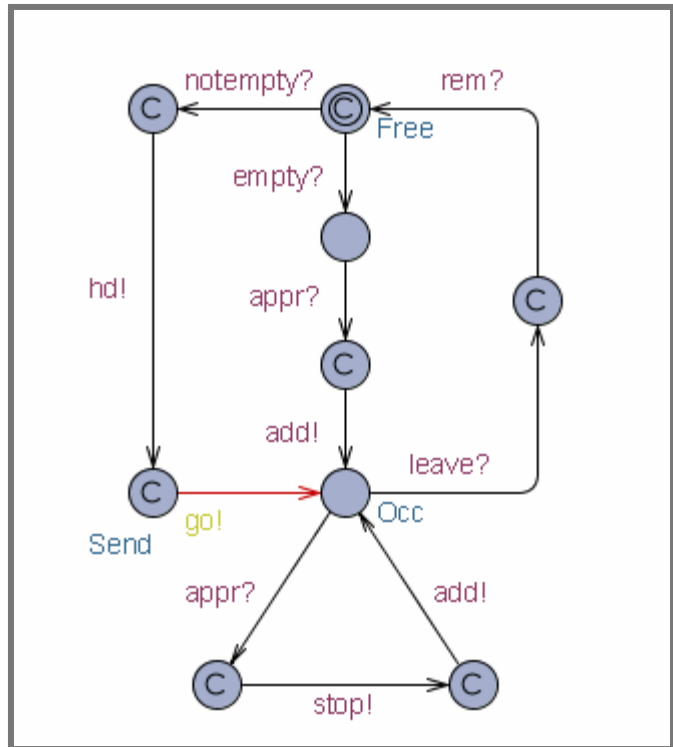 notempty?
rem?
C
C
Free
empty?
hd!
appr?
C
C
add!
leave?
C
go!
Occ
Send
appr?
add!
C
C
stop!